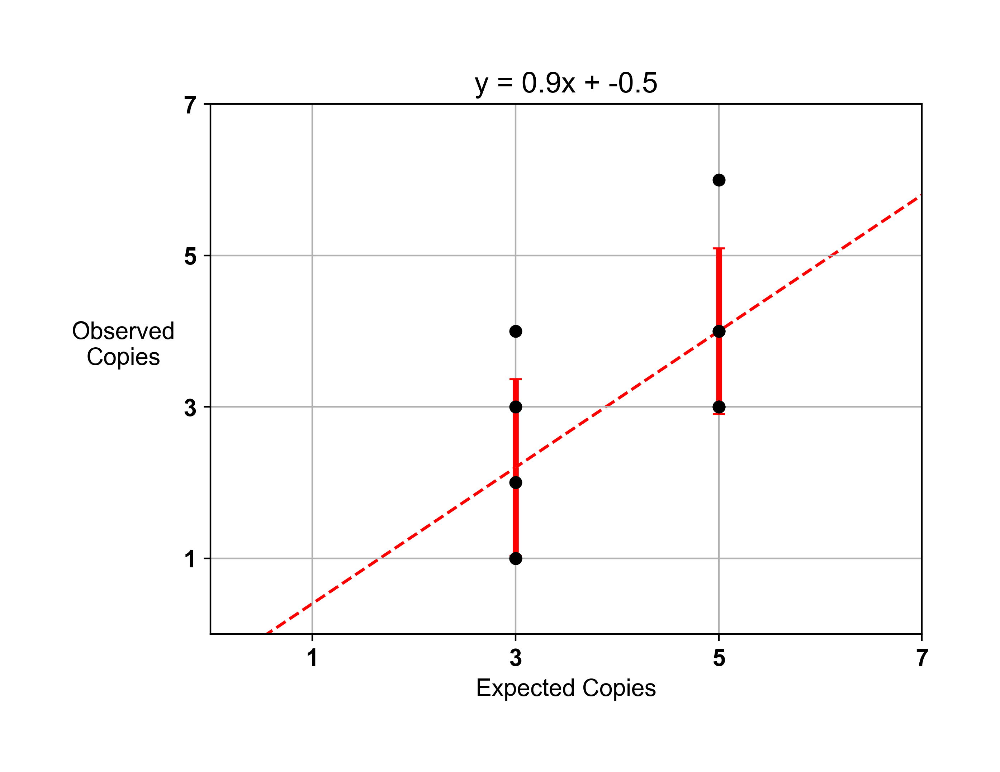 y = 0.9x + -0.5
7
5
3
1
Observed
Copies
1 3 5 7
Expected Copies